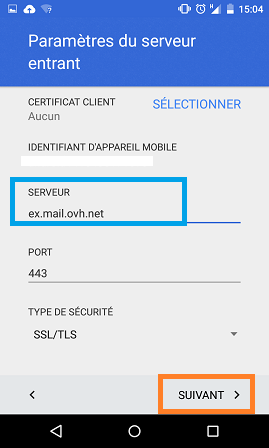 15:04
Paramètres du serveur
entrant
CERTIFICAT CLIENT
SÉLECTIONNER
Aucun
IDENTIFIANT D'APPAREIL MOBILE
SERVEUR
ex.mail.ovh.net
PORT
443
TYPE DE SÉCURITÉ
SSL/TLS
SUIVANT